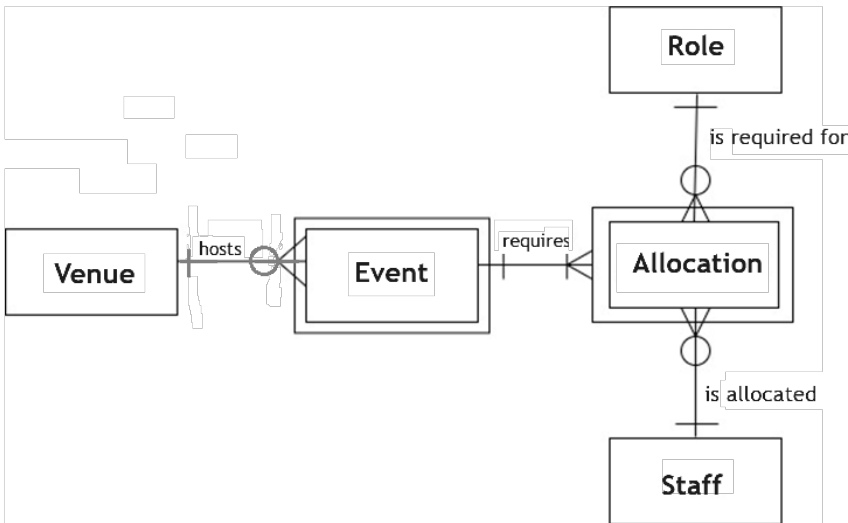 Role
is required for
hosts
requires
Venue
Event
Allocation
is allocated
Staff